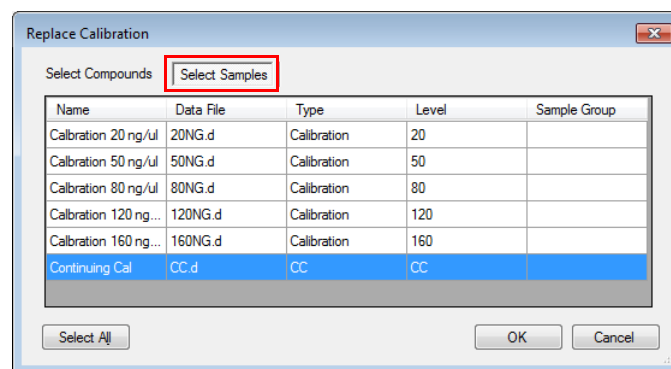 Replace Calibration
Select Compounds Select Samples
Name Data File Type Level Sample Group
Calbration 20 ng/ul 20NG.d Calibration 20
Calbration 50 ng/ul 50NG.d Calibration 50
Calbration 80 ng/ul 80NG.d Calibration 80
Calbration 120 ng... 120NG.d Calibration 120
Calbration 160 ng... 160NG.d Calibration 160
Continuing Cal CC.d CC CC
Select All OK Cancel